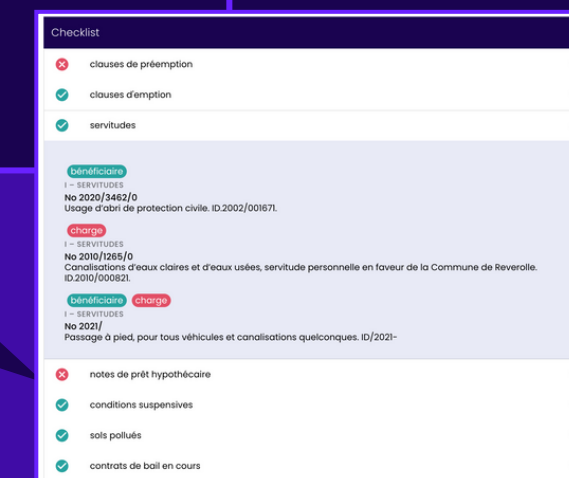 Checklist
clauses de préemption
clauses d'emption
servitudes
bénéficiaire
I – SERVITUDES
No 2020/3462/0
Usage d'abri de protection civile. ID.2002/001671.
charge
I – SERVITUDES
No 2010/1265/0
Canalisations d'eaux claires et d'eaux usées, servitude personnelle en faveur de la Commune de Reverolle.
ID.2010/000821.
bénéficiaire charge
I – SERVITUDES
No 2021/
Passage à pied, pour tous véhicules et canalisations quelconques. ID/2021-
notes de prêt hypothécaire
conditions suspensives
sols pollués
contrats de bail en cours